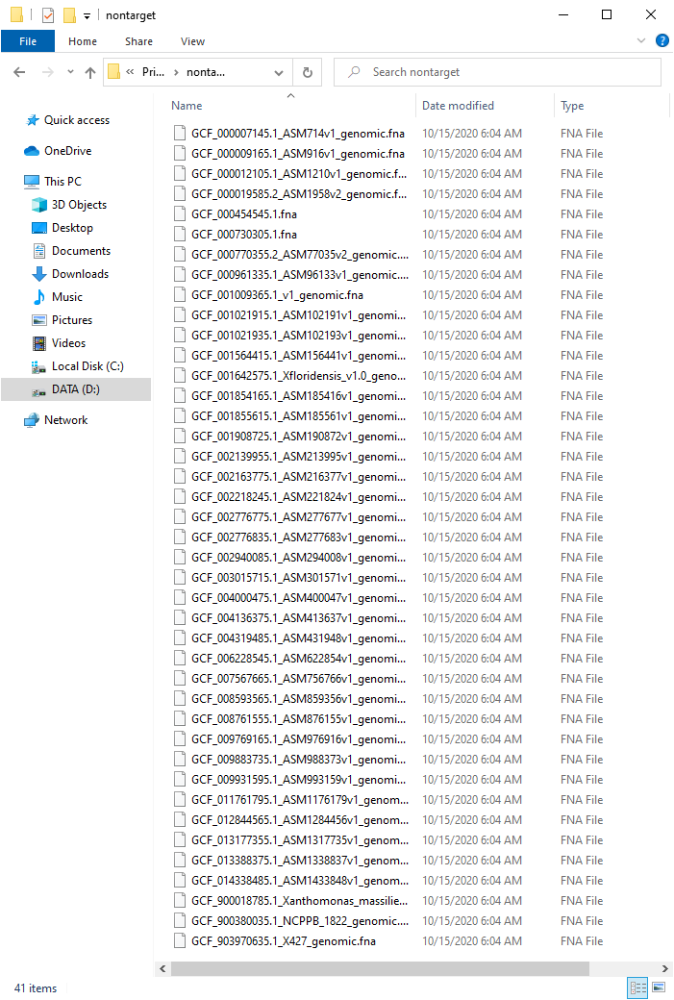 nontarget
File Home Share View
Pri... nonta... Search nontarget
Name Date modified Type
Quick access
OneDrive
This PC
3D Objects
Desktop
Documents
Downloads
Music
Pictures
Videos
Local Disk (C:)
DATA (D:)
Network
GCF_000007145.1_ASM714v1_genomic.fna 10/15/2020 6:04 AM FNA File
GCF_000009165.1_ASM916v1_genomic.fna 10/15/2020 6:04 AM FNA File
GCF_000012105.1_ASM1210v1_genomic.f... 10/15/2020 6:04 AM FNA File
GCF_000019585.2_ASM1958v2_genomic.f... 10/15/2020 6:04 AM FNA File
GCF_000454545.1.fna 10/15/2020 6:04 AM FNA File
GCF_000730305.1.fna 10/15/2020 6:04 AM FNA File
GCF_000770355.2_ASM77035v2_genomic.... 10/15/2020 6:04 AM FNA File
GCF_000961335.1_ASM96133v1_genomic.... 10/15/2020 6:04 AM FNA File
GCF_001009365.1_v1_genomic.fna 10/15/2020 6:04 AM FNA File
GCF_001021915.1_ASM102191v1_genomi... 10/15/2020 6:04 AM FNA File
GCF_001021935.1_ASM102193v1_genomi... 10/15/2020 6:04 AM FNA File
GCF_001564415.1_ASM156441v1_genomi... 10/15/2020 6:04 AM FNA File
GCF_001642575.1_Xfloridensis_v1.0_geno... 10/15/2020 6:04 AM FNA File
GCF_001854165.1_ASM185416v1_genomi... 10/15/2020 6:04 AM FNA File
GCF_001855615.1_ASM185561v1_genomi... 10/15/2020 6:04 AM FNA File
GCF_001908725.1_ASM190872v1_genomi... 10/15/2020 6:04 AM FNA File
GCF_002139955.1_ASM213995v1_genomi... 10/15/2020 6:04 AM FNA File
GCF_002163775.1_ASM216377v1_genomi... 10/15/2020 6:04 AM FNA File
GCF_002218245.1_ASM221824v1_genomi... 10/15/2020 6:04 AM FNA File
GCF_002776775.1_ASM277677v1_genomi... 10/15/2020 6:04 AM FNA File
GCF_002776835.1_ASM277683v1_genomi... 10/15/2020 6:04 AM FNA File
GCF_002940085.1_ASM294008v1_genomi... 10/15/2020 6:04 AM FNA File
GCF_003015715.1_ASM301571v1_genomi... 10/15/2020 6:04 AM FNA File
GCF_004000475.1_ASM400047v1_genomi... 10/15/2020 6:04 AM FNA File
GCF_004136375.1_ASM413637v1_genomi... 10/15/2020 6:04 AM FNA File
GCF_004319485.1_ASM431948v1_genomi... 10/15/2020 6:04 AM FNA File
GCF_006228545.1_ASM622854v1_genomi... 10/15/2020 6:04 AM FNA File
GCF_007567665.1_ASM756766v1_genomi... 10/15/2020 6:04 AM FNA File
GCF_008593565.1_ASM859356v1_genomi... 10/15/2020 6:04 AM FNA File
GCF_008761555.1_ASM876155v1_genomi... 10/15/2020 6:04 AM FNA File
GCF_009769165.1_ASM976916v1_genomi... 10/15/2020 6:04 AM FNA File
GCF_009883735.1_ASM988373v1_genomi... 10/15/2020 6:04 AM FNA File
GCF_009931595.1_ASM993159v1_genomi... 10/15/2020 6:04 AM FNA File
GCF_011761795.1_ASM1176179v1_genom... 10/15/2020 6:04 AM FNA File
GCF_012844565.1_ASM1284456v1_genom... 10/15/2020 6:04 AM FNA File
GCF_013177355.1_ASM1317735v1_genom... 10/15/2020 6:04 AM FNA File
GCF_013388375.1_ASM1338837v1_genom... 10/15/2020 6:04 AM FNA File
GCF_014338485.1_ASM1433848v1_genom... 10/15/2020 6:04 AM FNA File
GCF_900018785.1_Xanthomonas_massilie... 10/15/2020 6:04 AM FNA File
GCF_900380035.1_NCPPB_1822_genomic.... 10/15/2020 6:04 AM FNA File
GCF_903970635.1_X427_genomic.fna 10/15/2020 6:04 AM FNA File
41 items